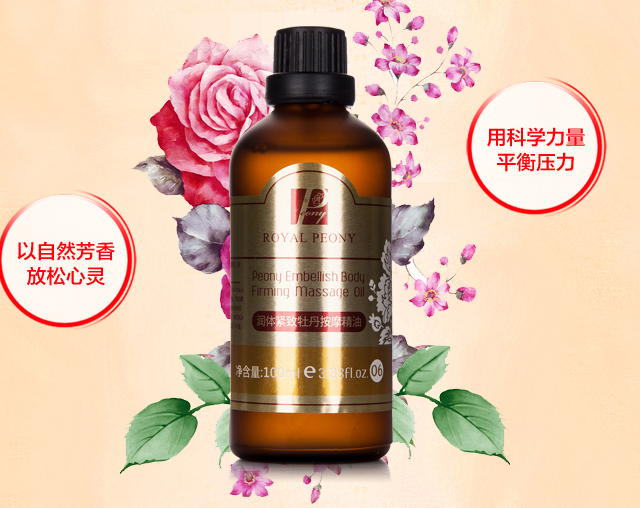 用科学力量
平衡压力
以自然芳香
放松心灵
Peony
ROYAL PEONY
Peony Embellish Body
Firming Massage Oil
润体紧致牡丹按摩精油
净含量:100ml e 3.38fl.oz. 06